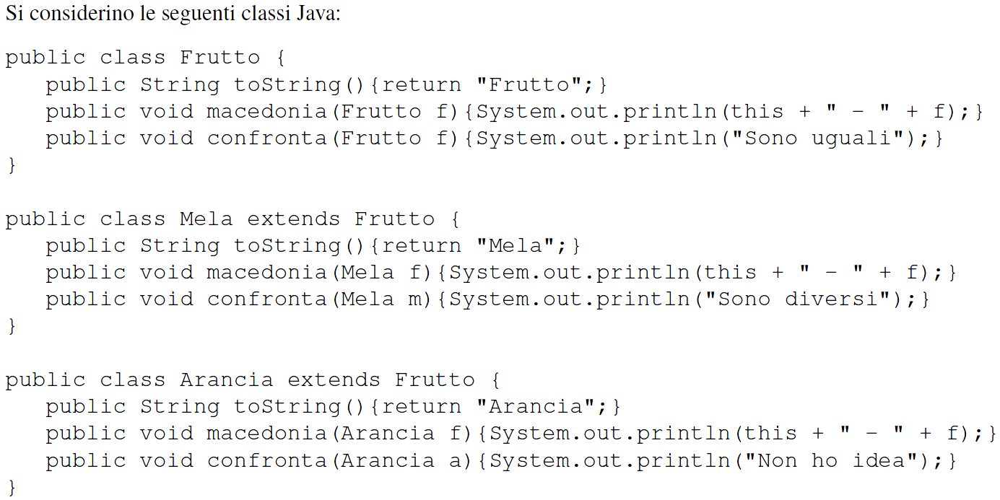 Si considerino le seguenti classi Java:
public class Frutto {
   public String toString(){return "Frutto";}
   public void macedonia(Frutto f){System.out.println(this + " - " + f);}
   public void confronta(Frutto f){System.out.println("Sono uguali");}
}
public class Mela extends Frutto {
   public String toString(){return "Mela";}
   public void macedonia(Mela f){System.out.println(this + " - " + f);}
   public void confronta(Mela m){System.out.println("Sono diversi");}
}
public class Arancia extends Frutto {
   public String toString(){return "Arancia";}
   public void macedonia(Arancia f){System.out.println(this + " - " + f);}
   public void confronta(Arancia a){System.out.println("Non ho idea");}
}